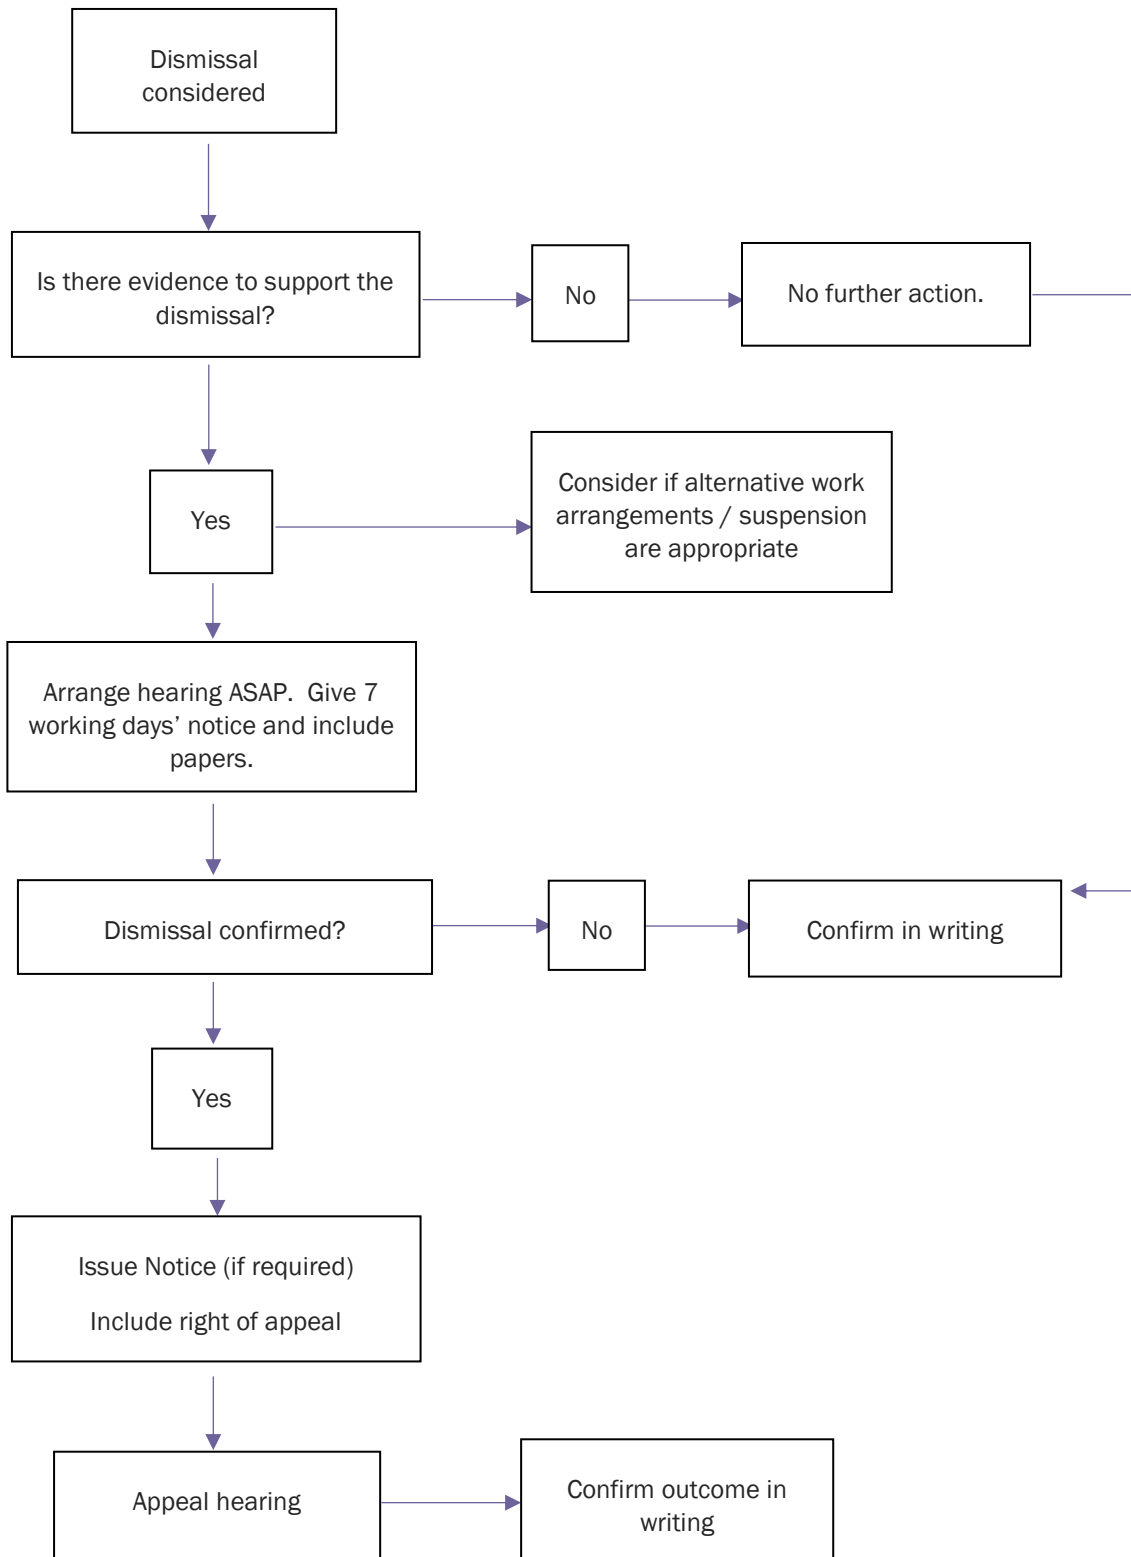 Dismissal
considered
Is there evidence to support the
dismissal?
No
No further action.
Yes
Consider if alternative work
arrangements / suspension
are appropriate
Arrange hearing ASAP.  Give 7
working days’ notice and include
papers.
Dismissal confirmed?
No
Confirm in writing
Yes
Issue Notice (if required)
Include right of appeal
Appeal hearing
Confirm outcome in
writing